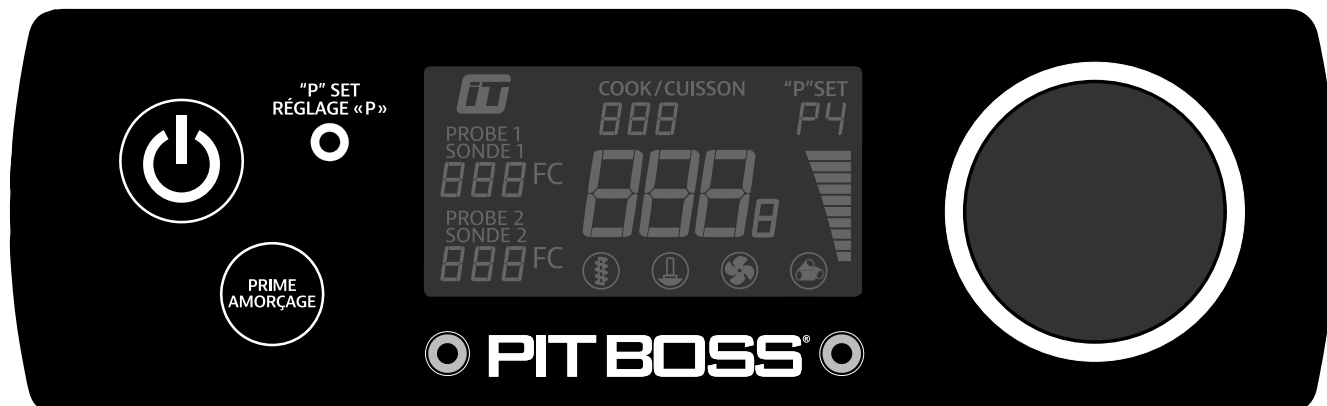 "P" SET
RÉGLAGE «P»
PRIME
AMORÇAGE
iT
PROBE 1
SONDE 1
888 FC
PROBE 2
SONDE 2
888 FC
COOK/CUISSON
888
"P"SET
P4
8888
PIT BOSS®